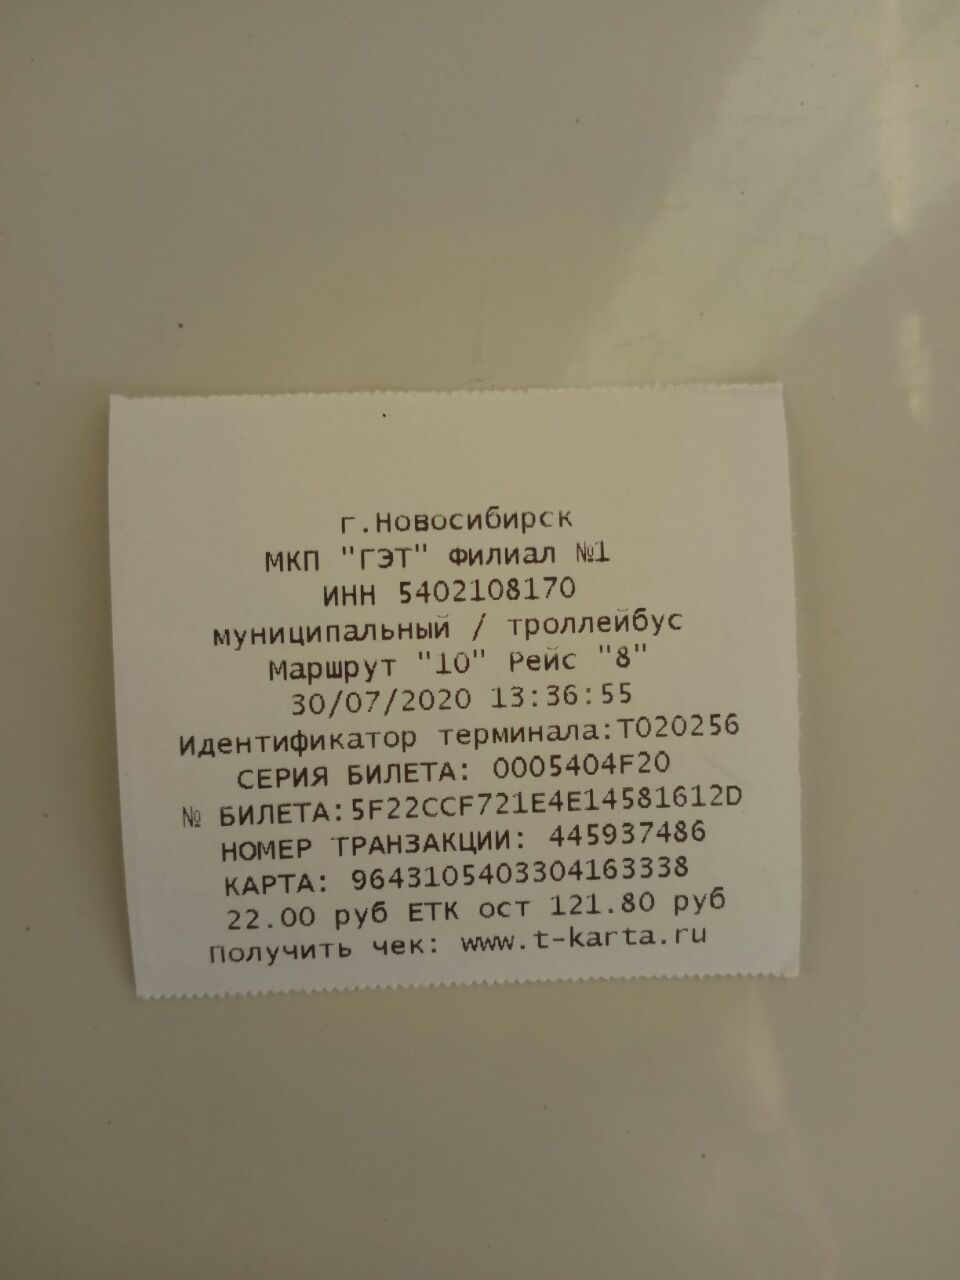 г.Новосибирск
МКП "ГЭТ" Филиал №1
ИНН 5402108170
муниципальный / троллейбус
Маршрут "10" Рейс "8"
30/07/2020 13:36:55
Идентификатор терминала:T020256
СЕРИЯ БИЛЕТА: 0005404F20
№ БИЛЕТА:5F22CCF721E4E14581612D
НОМЕР ТРАНЗАКЦИИ: 445937486
КАРТА: 9643105403304163338
22.00 руб ЕТК ост 121.80 руб
Получить чек: www.t-karta.ru